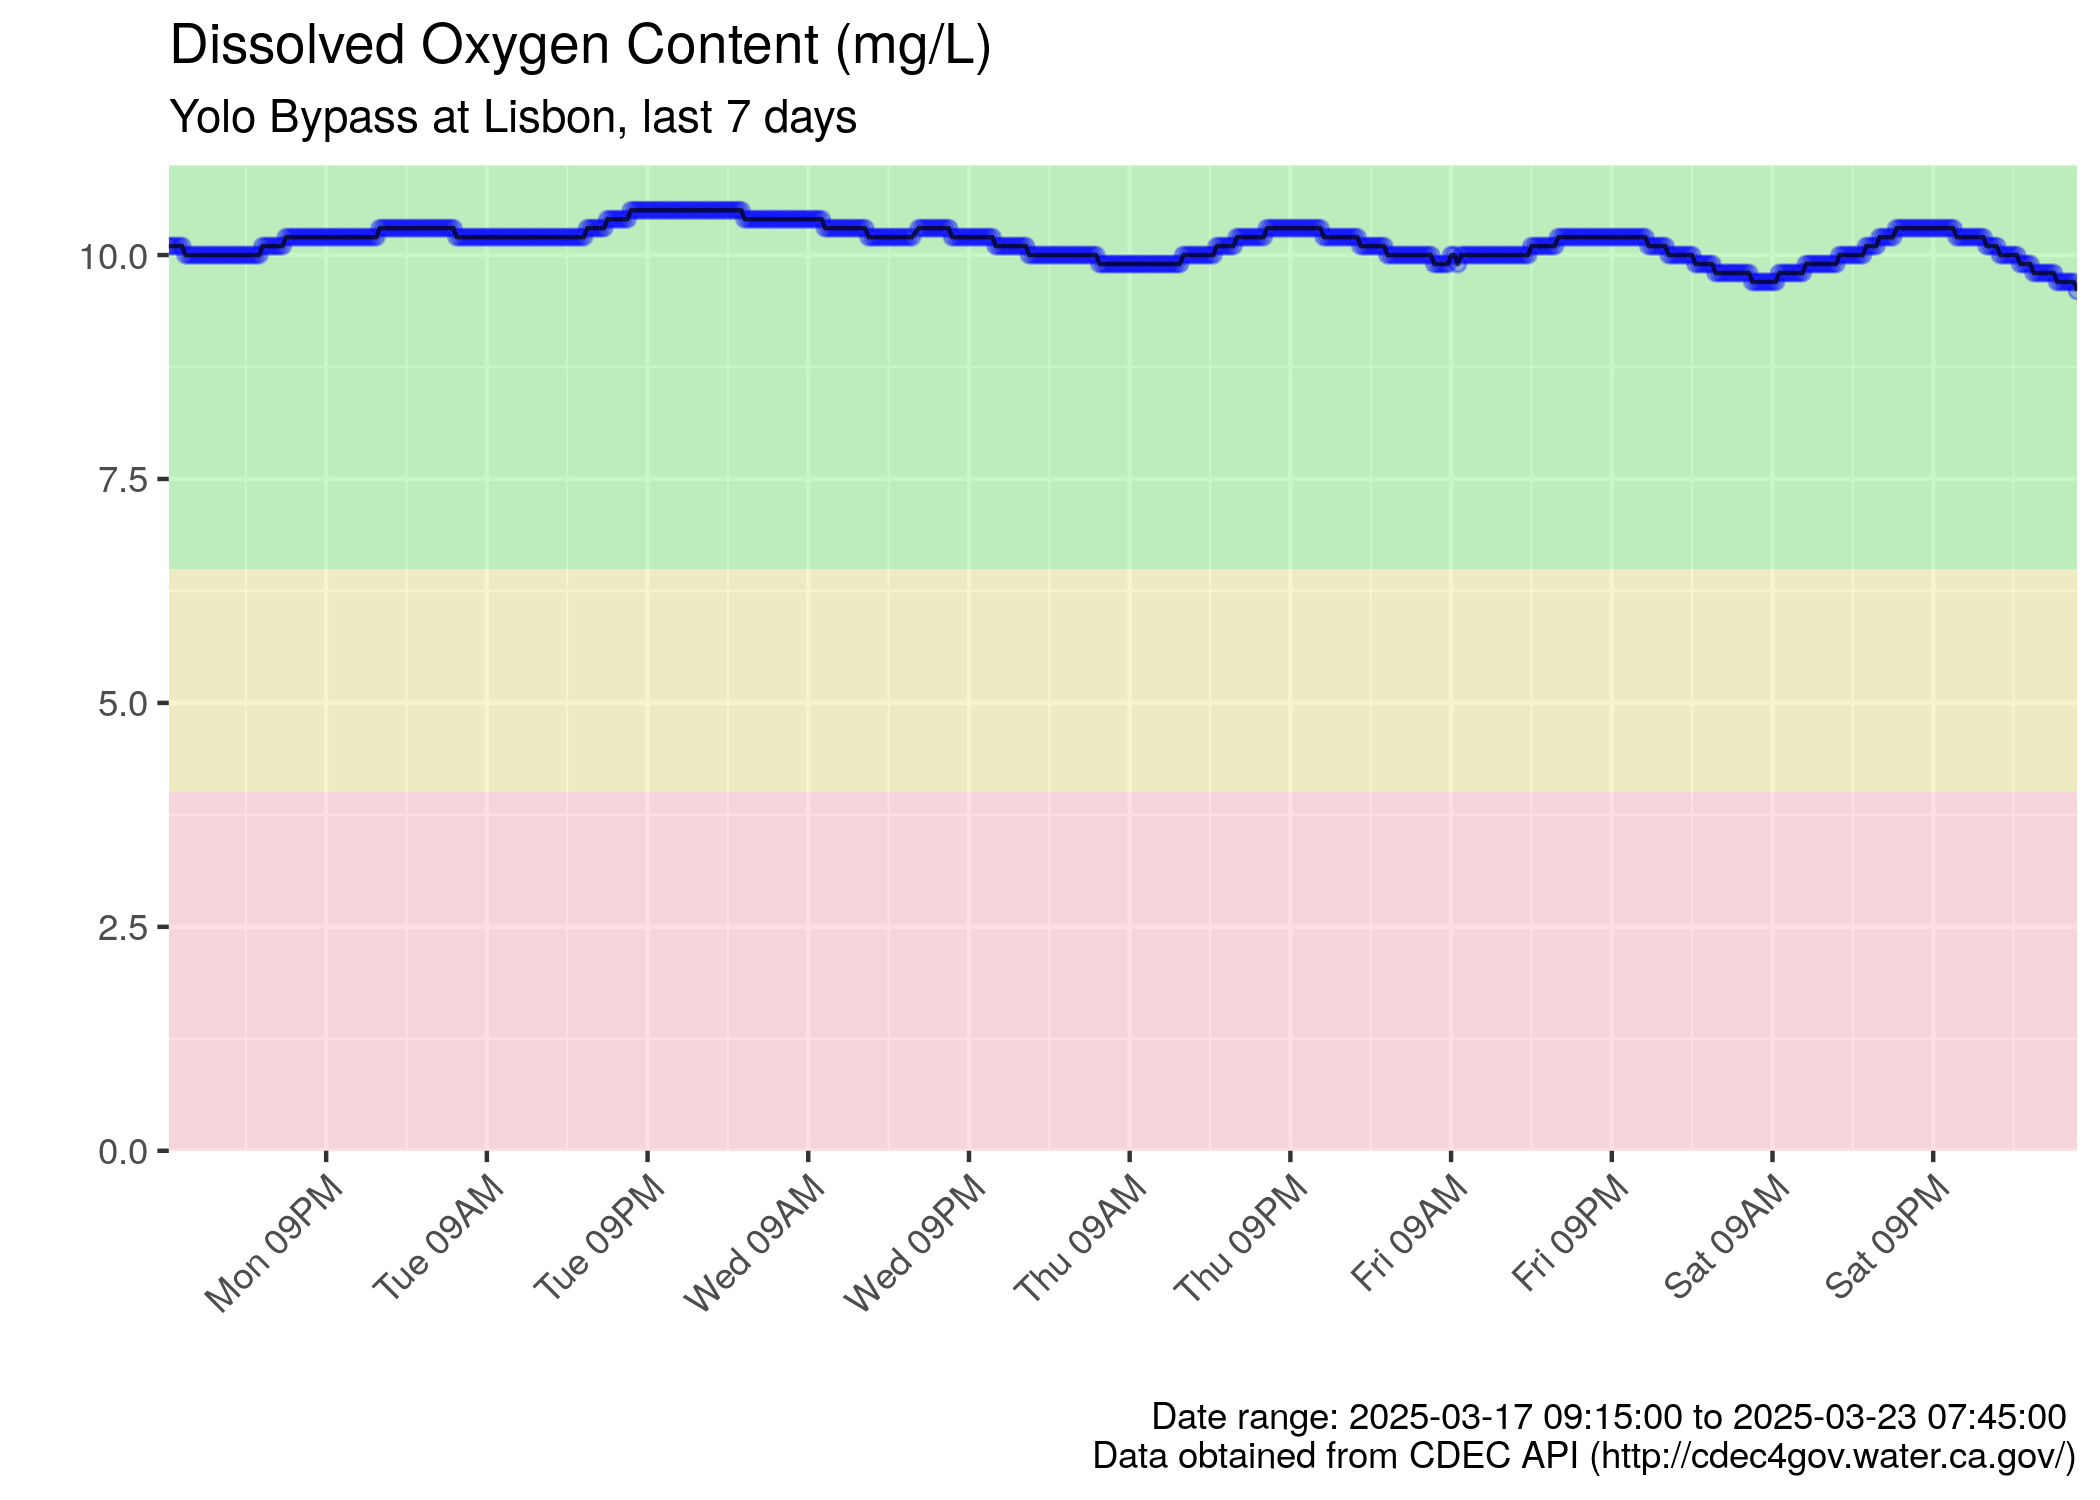 Dissolved Oxygen Content (mg/L)
Yolo Bypass at Lisbon, last 7 days
10.0
7.5
5.0
2.5
0.0
Mon 09PM
Tue 09AM
Tue 09PM
Wed 09AM
Wed 09PM
Thu 09AM
Thu 09PM
Fri 09AM
Fri 09PM
Sat 09AM
Sat 09PM
Date range: 2025-03-17 09:15:00 to 2025-03-23 07:45:00
Data obtained from CDEC API (http://cdec4gov.water.ca.gov/)